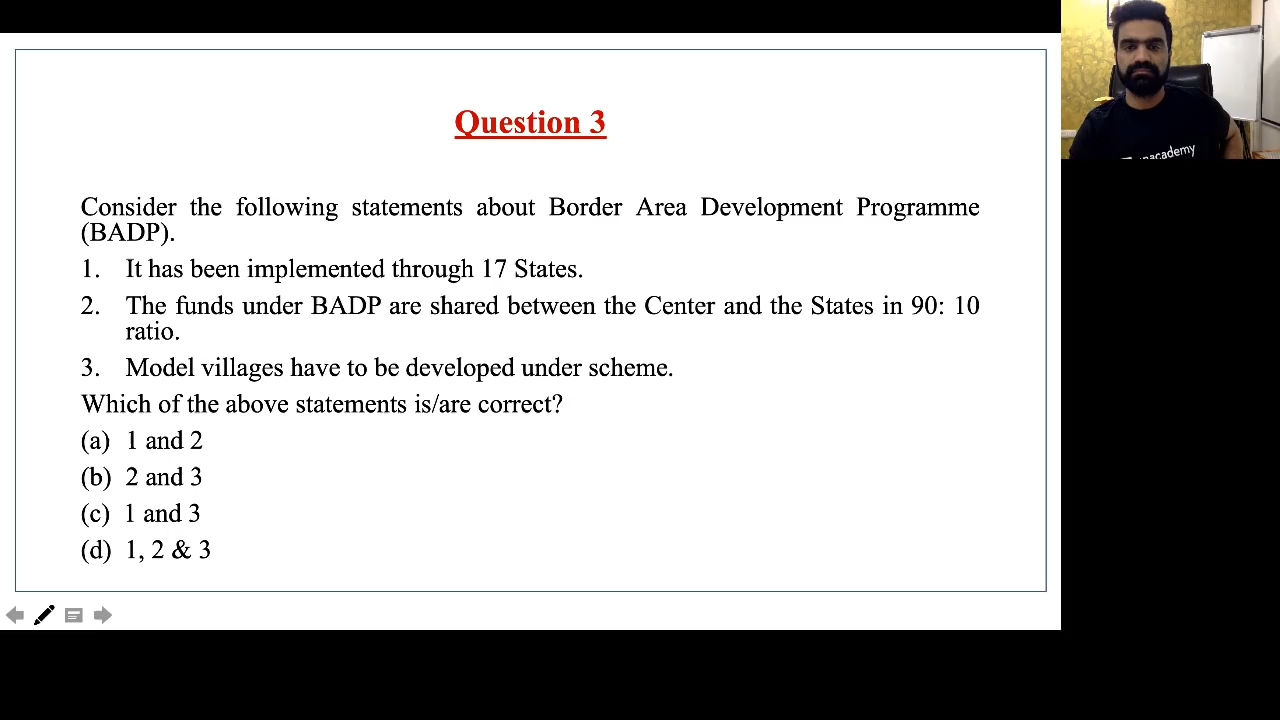 Question 3
Consider the following statements about Border Area Development Programme
(BADP).
1. It has been implemented through 17 States.
2. The funds under BADP are shared between the Center and the States in 90: 10
ratio.
3. Model villages have to be developed under scheme.
Which of the above statements is/are correct?
(a) 1 and 2
(b) 2 and 3
(c) 1 and 3
(d) 1, 2 & 3